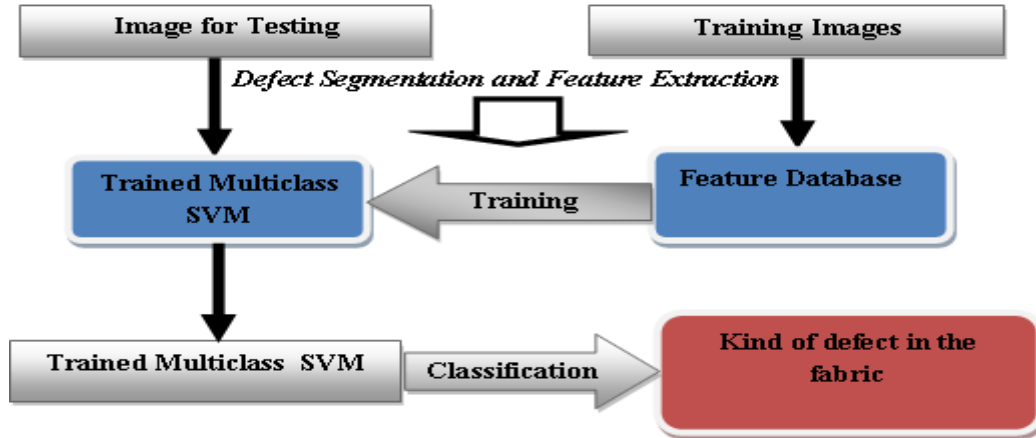 Image for Testing
Training Images
Defect Segmentation and Feature Extraction
Trained Multiclass
SVM
Training
Feature Database
Trained Multiclass SVM
Classification
Kind of defect in the
fabric